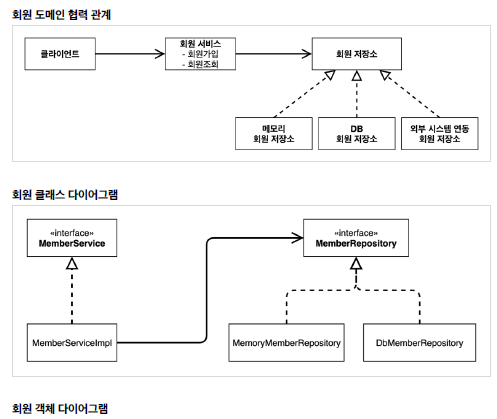 회원 도메인 협력 관계
클라이언트
회원 서비스
- 회원가입
- 회원조회
회원 저장소
메모리
회원 저장소
DB
회원 저장소
외부 시스템 연동
회원 저장소
회원 클래스 다이어그램
«interface»
MemberService
«interface»
MemberRepository
MemberServiceImpl
MemoryMemberRepository
DbMemberRepository
회원 객체 다이어그램